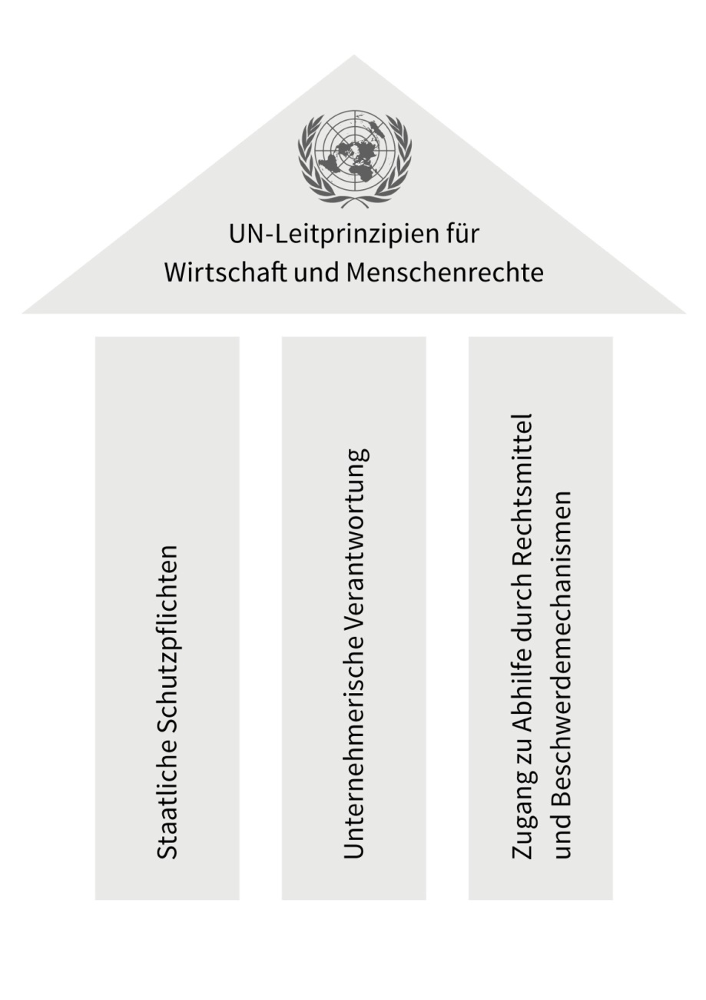 UN-Leitprinzipien für
Wirtschaft und Menschenrechte
Staatliche Schutzpflichten
Unternehmerische Verantwortung
Zugang zu Abhilfe durch Rechtsmittel
und Beschwerdemechanismen